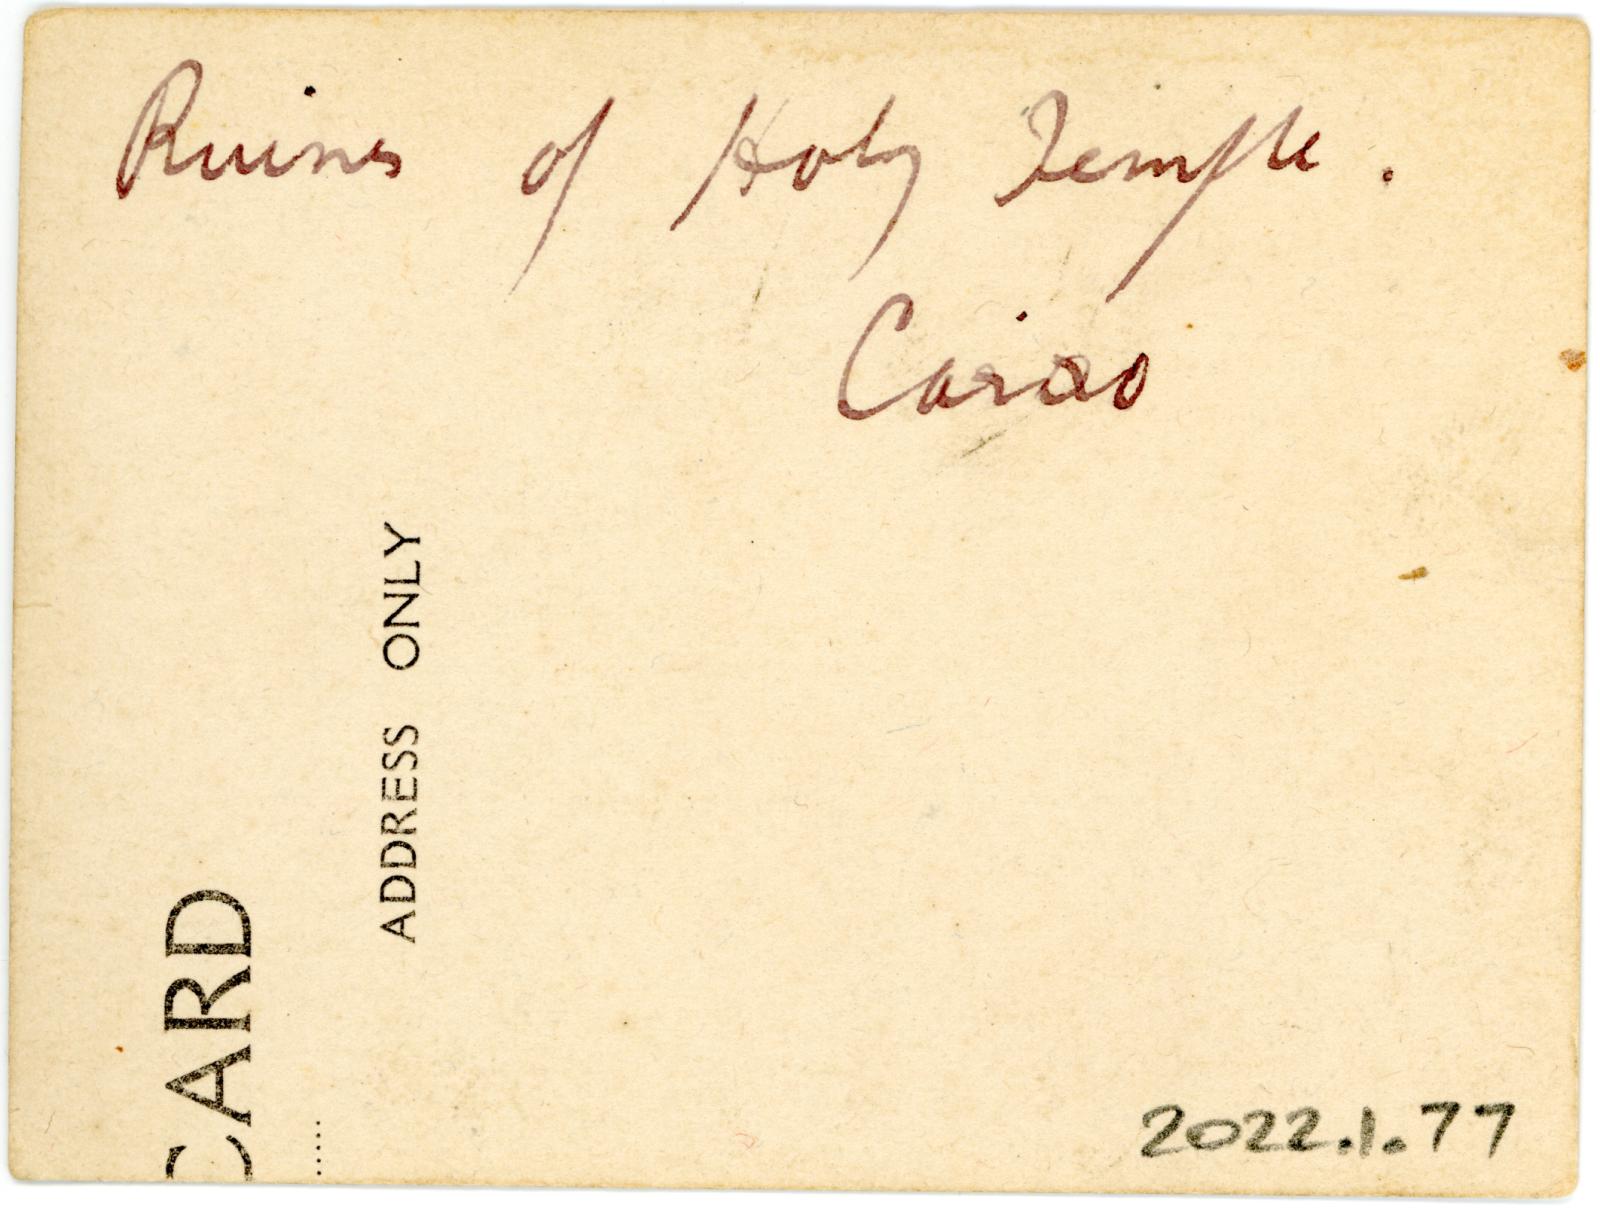 Ruins of Holy Temple.
Cairo
ADDRESS ONLY
CARD
2022.1.77